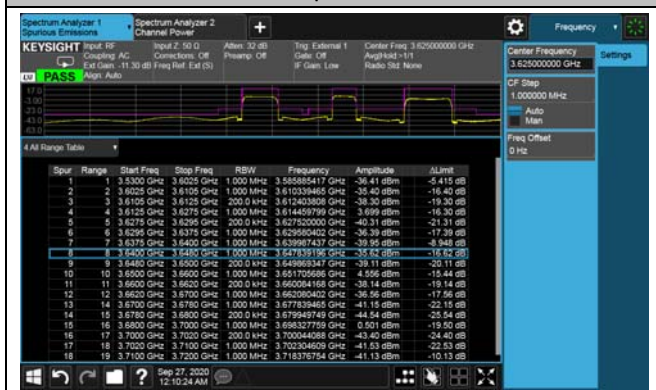 Spectrum Analyzer 1
Spurious Emissions
Spectrum Analyzer 2
Channel Power
Frequency
KEYSIGHT Input: RF
Coupling: AC
Ext Gain: -11.30 dB
Align: Auto
Input Z: 50 Ω
Corrections: Off
Freq Ref: Ext (S)
Atten: 32 dB
Preamp: Off
Trig: External 1
Gate: Off
IF Gain: Low
Center Freq: 3.625000000 GHz
Avg|Hold:>1/1
Radio Std: None
PASS
Center Frequency
3.625000000 GHz
Settings
CF Step
1.000000 MHz
Auto
Man
Freq Offset
0 Hz
17.0
-3.00
-23.0
-43.0
-63.0
4 All Range Table
Spur Range Start Freq Stop Freq RBW Frequency Amplitude ΔLimit
1 1 3.5300 GHz 3.6025 GHz 1.000 MHz 3.585885417 GHz -36.41 dBm -5.415 dB
2 2 3.6025 GHz 3.6105 GHz 1.000 MHz 3.610339465 GHz -35.40 dBm -16.40 dB
3 3 3.6105 GHz 3.6125 GHz 200.0 kHz 3.612403808 GHz -38.30 dBm -19.30 dB
4 4 3.6125 GHz 3.6275 GHz 1.000 MHz 3.614459799 GHz 3.699 dBm -16.30 dB
5 5 3.6275 GHz 3.6295 GHz 200.0 kHz 3.627520000 GHz -40.31 dBm -21.31 dB
6 6 3.6295 GHz 3.6375 GHz 1.000 MHz 3.629580402 GHz -36.39 dBm -17.39 dB
7 7 3.6375 GHz 3.6400 GHz 1.000 MHz 3.639987437 GHz -39.95 dBm -8.948 dB
8 8 3.6400 GHz 3.6480 GHz 1.000 MHz 3.647839196 GHz -35.62 dBm -16.62 dB
9 9 3.6480 GHz 3.6500 GHz 200.0 kHz 3.649869347 GHz -39.11 dBm -20.11 dB
10 10 3.6500 GHz 3.6600 GHz 1.000 MHz 3.651705686 GHz 4.556 dBm -15.44 dB
11 11 3.6600 GHz 3.6620 GHz 200.0 kHz 3.660084168 GHz -38.14 dBm -19.14 dB
12 12 3.6620 GHz 3.6700 GHz 1.000 MHz 3.662080402 GHz -36.56 dBm -17.56 dB
13 14 3.6700 GHz 3.6780 GHz 1.000 MHz 3.677839465 GHz -41.15 dBm -22.15 dB
14 15 3.6780 GHz 3.6800 GHz 200.0 kHz 3.679949749 GHz -44.54 dBm -25.54 dB
15 16 3.6800 GHz 3.7000 GHz 1.000 MHz 3.698327759 GHz 0.501 dBm -19.50 dB
16 17 3.7000 GHz 3.7020 GHz 200.0 kHz 3.700044088 GHz -43.40 dBm -24.40 dB
17 18 3.7020 GHz 3.7100 GHz 1.000 MHz 3.702304609 GHz -41.53 dBm -22.53 dB
18 19 3.7100 GHz 3.7200 GHz 1.000 MHz 3.718376754 GHz -41.13 dBm -10.13 dB
Sep 27, 2020
12:10:24 AM